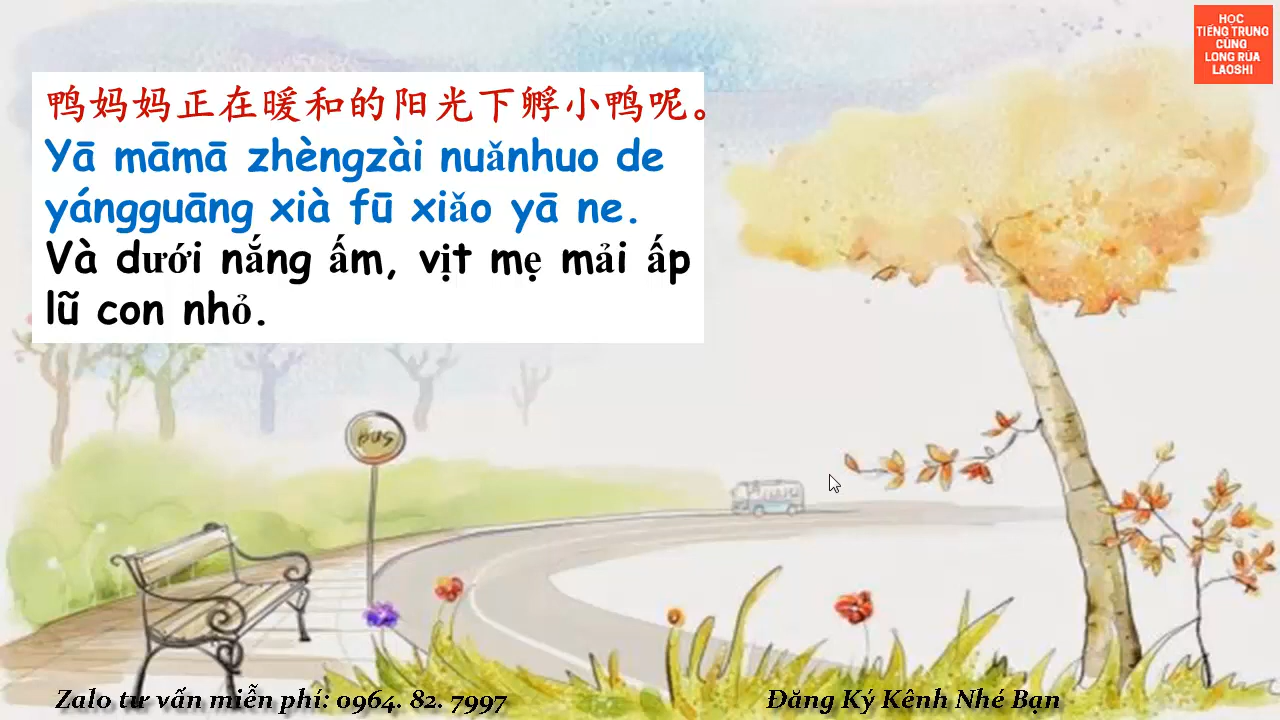 HỌC
TIẾNG TRUNG
CÙNG
LONG RÙA
LAOSHI
鸭妈妈正在暖和的阳光下孵小鸭呢。
Yā māmā zhèngzài nuǎnhuo de
yángguāng xià fū xiǎo yā ne.
Và dưới nắng ấm, vịt mẹ mải ấp
lũ con nhỏ.
BUS
Zalo tư vấn miễn phí: 0964. 82. 7997
Đăng Ký Kênh Nhé Bạn